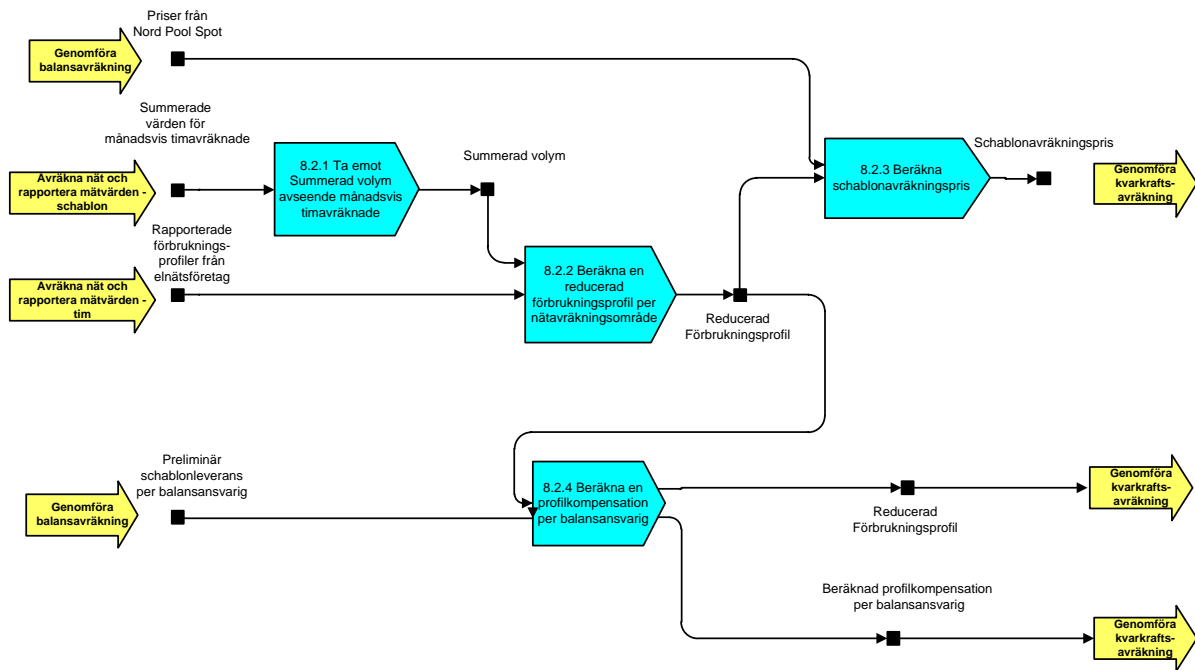 Priser från
Nord Pool Spot
Genomföra
balansavräkning
Summerade
värden för
månadsvis timavräknade
Avräkna nät och
rapportera mätvärden -
schablon
8.2.1 Ta emot
Summerad volym
avseende månadsvis
timavräknade
Summerad volym
8.2.3 Beräkna
schablonavräkningspris
Schablonavräkningspris
Genomföra
kvarkrafts-
avräkning
Rapporterade
förbruknings-
profiler från
elnätsföretag
Avräkna nät och
rapportera mätvärden -
tim
8.2.2 Beräkna en
reducerad
förbrukningsprofil per
nätavräkningsområde
Reducerad
Förbrukningsprofil
Preliminär
schablonleverans
per balansansvarig
Genomföra
balansavräkning
8.2.4 Beräkna en
profilkompensation
per balansansvarig
Reducerad
Förbrukningsprofil
Genomföra
kvarkrafts-
avräkning
Beräknad profilkompensation
per balansansvarig
Genomföra
kvarkrafts-
avräkning